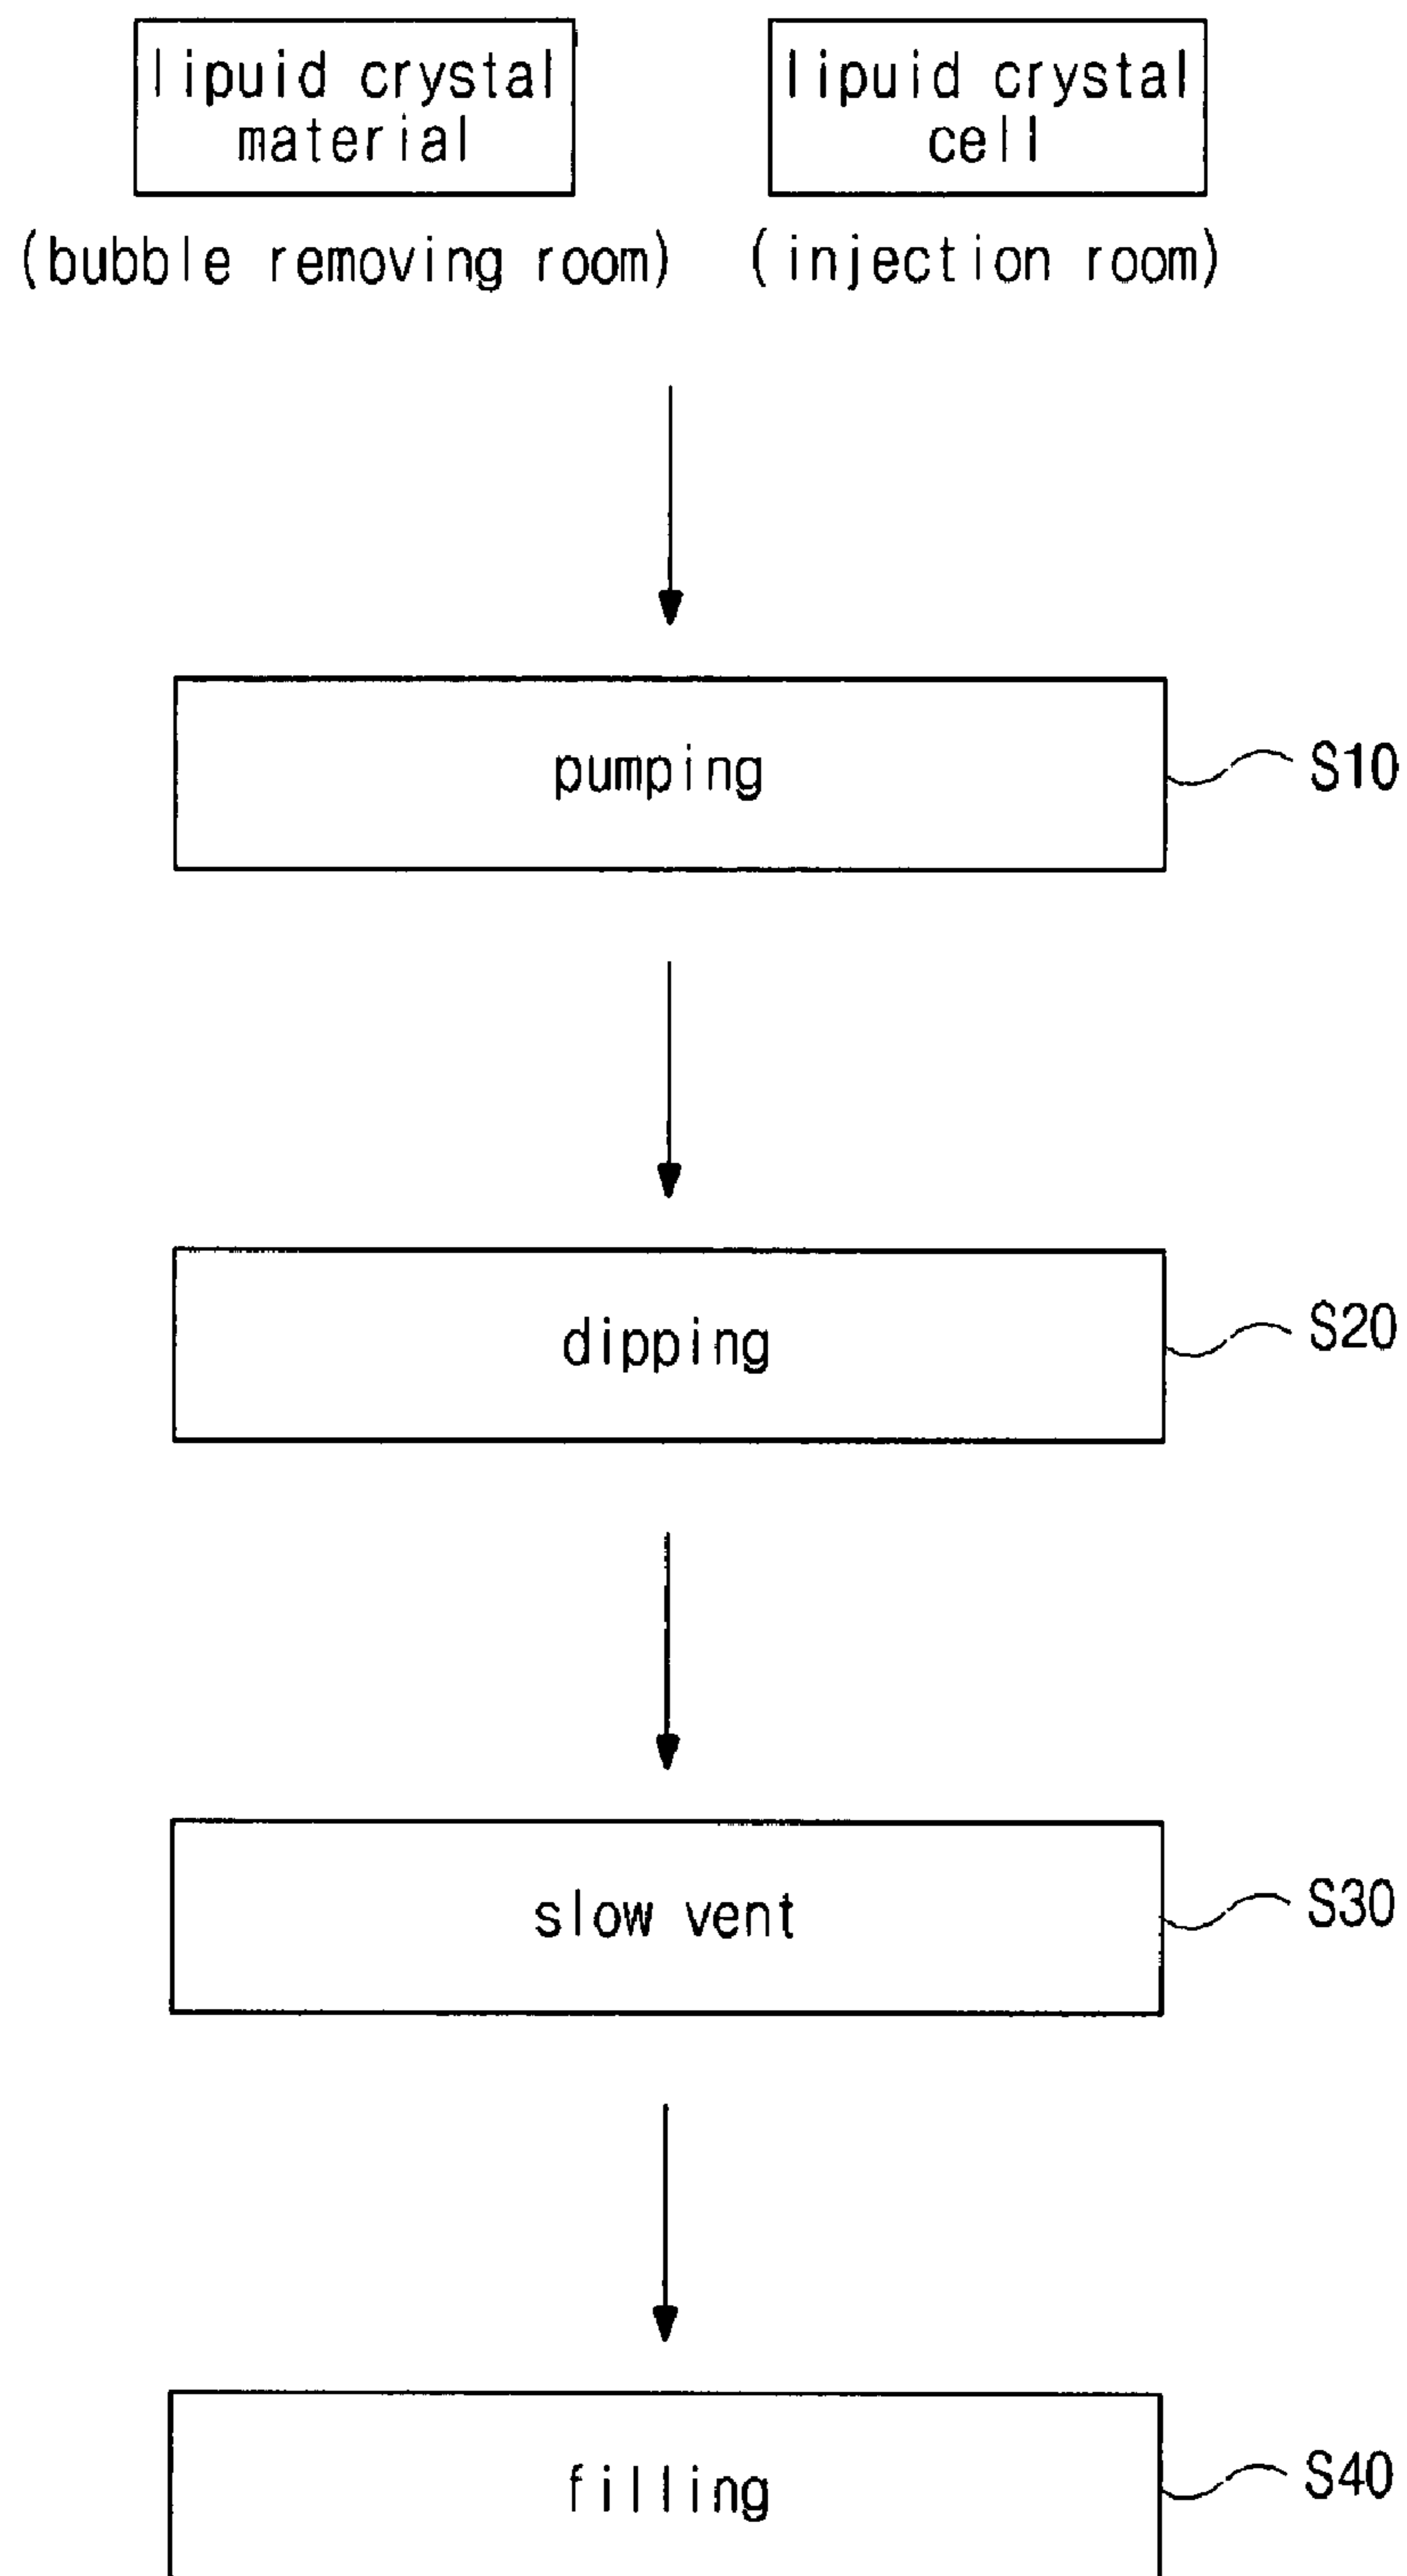 lipuid crystal
material
lipuid crystal
cell
(bubble removing room)
(injection room)
pumping
S10
dipping
S20
slow vent
S30
filling
S40